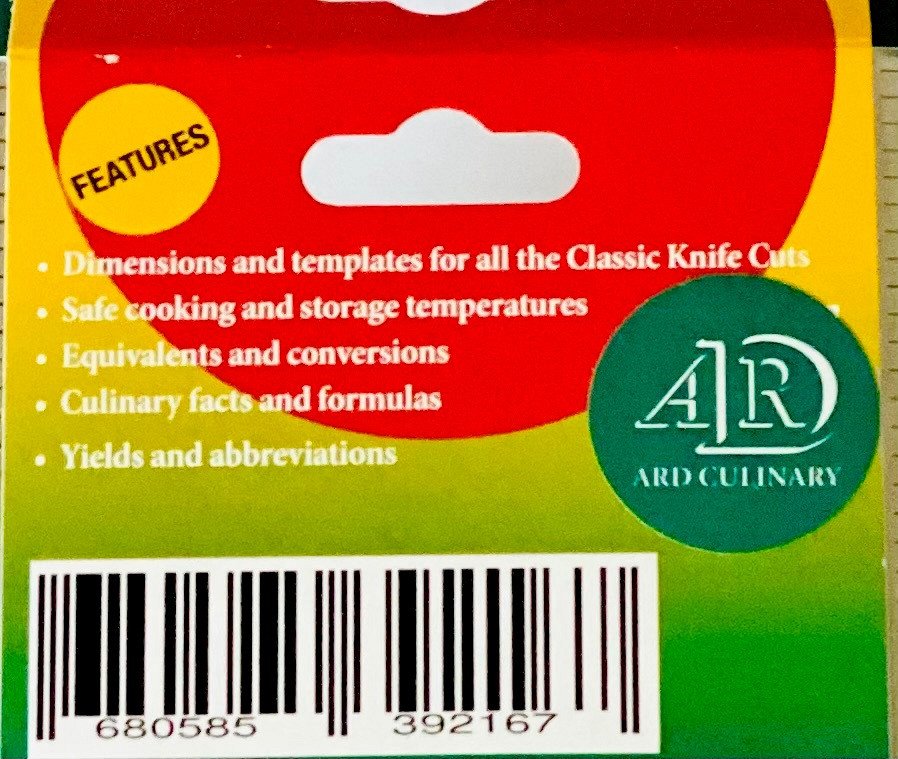 FEATURES
• Dimensions and templates for all the Classic Knife Cuts
• Safe cooking and storage temperatures
• Equivalents and conversions
• Culinary facts and formulas
• Yields and abbreviations
ARD
ARD CULINARY
680585 392167